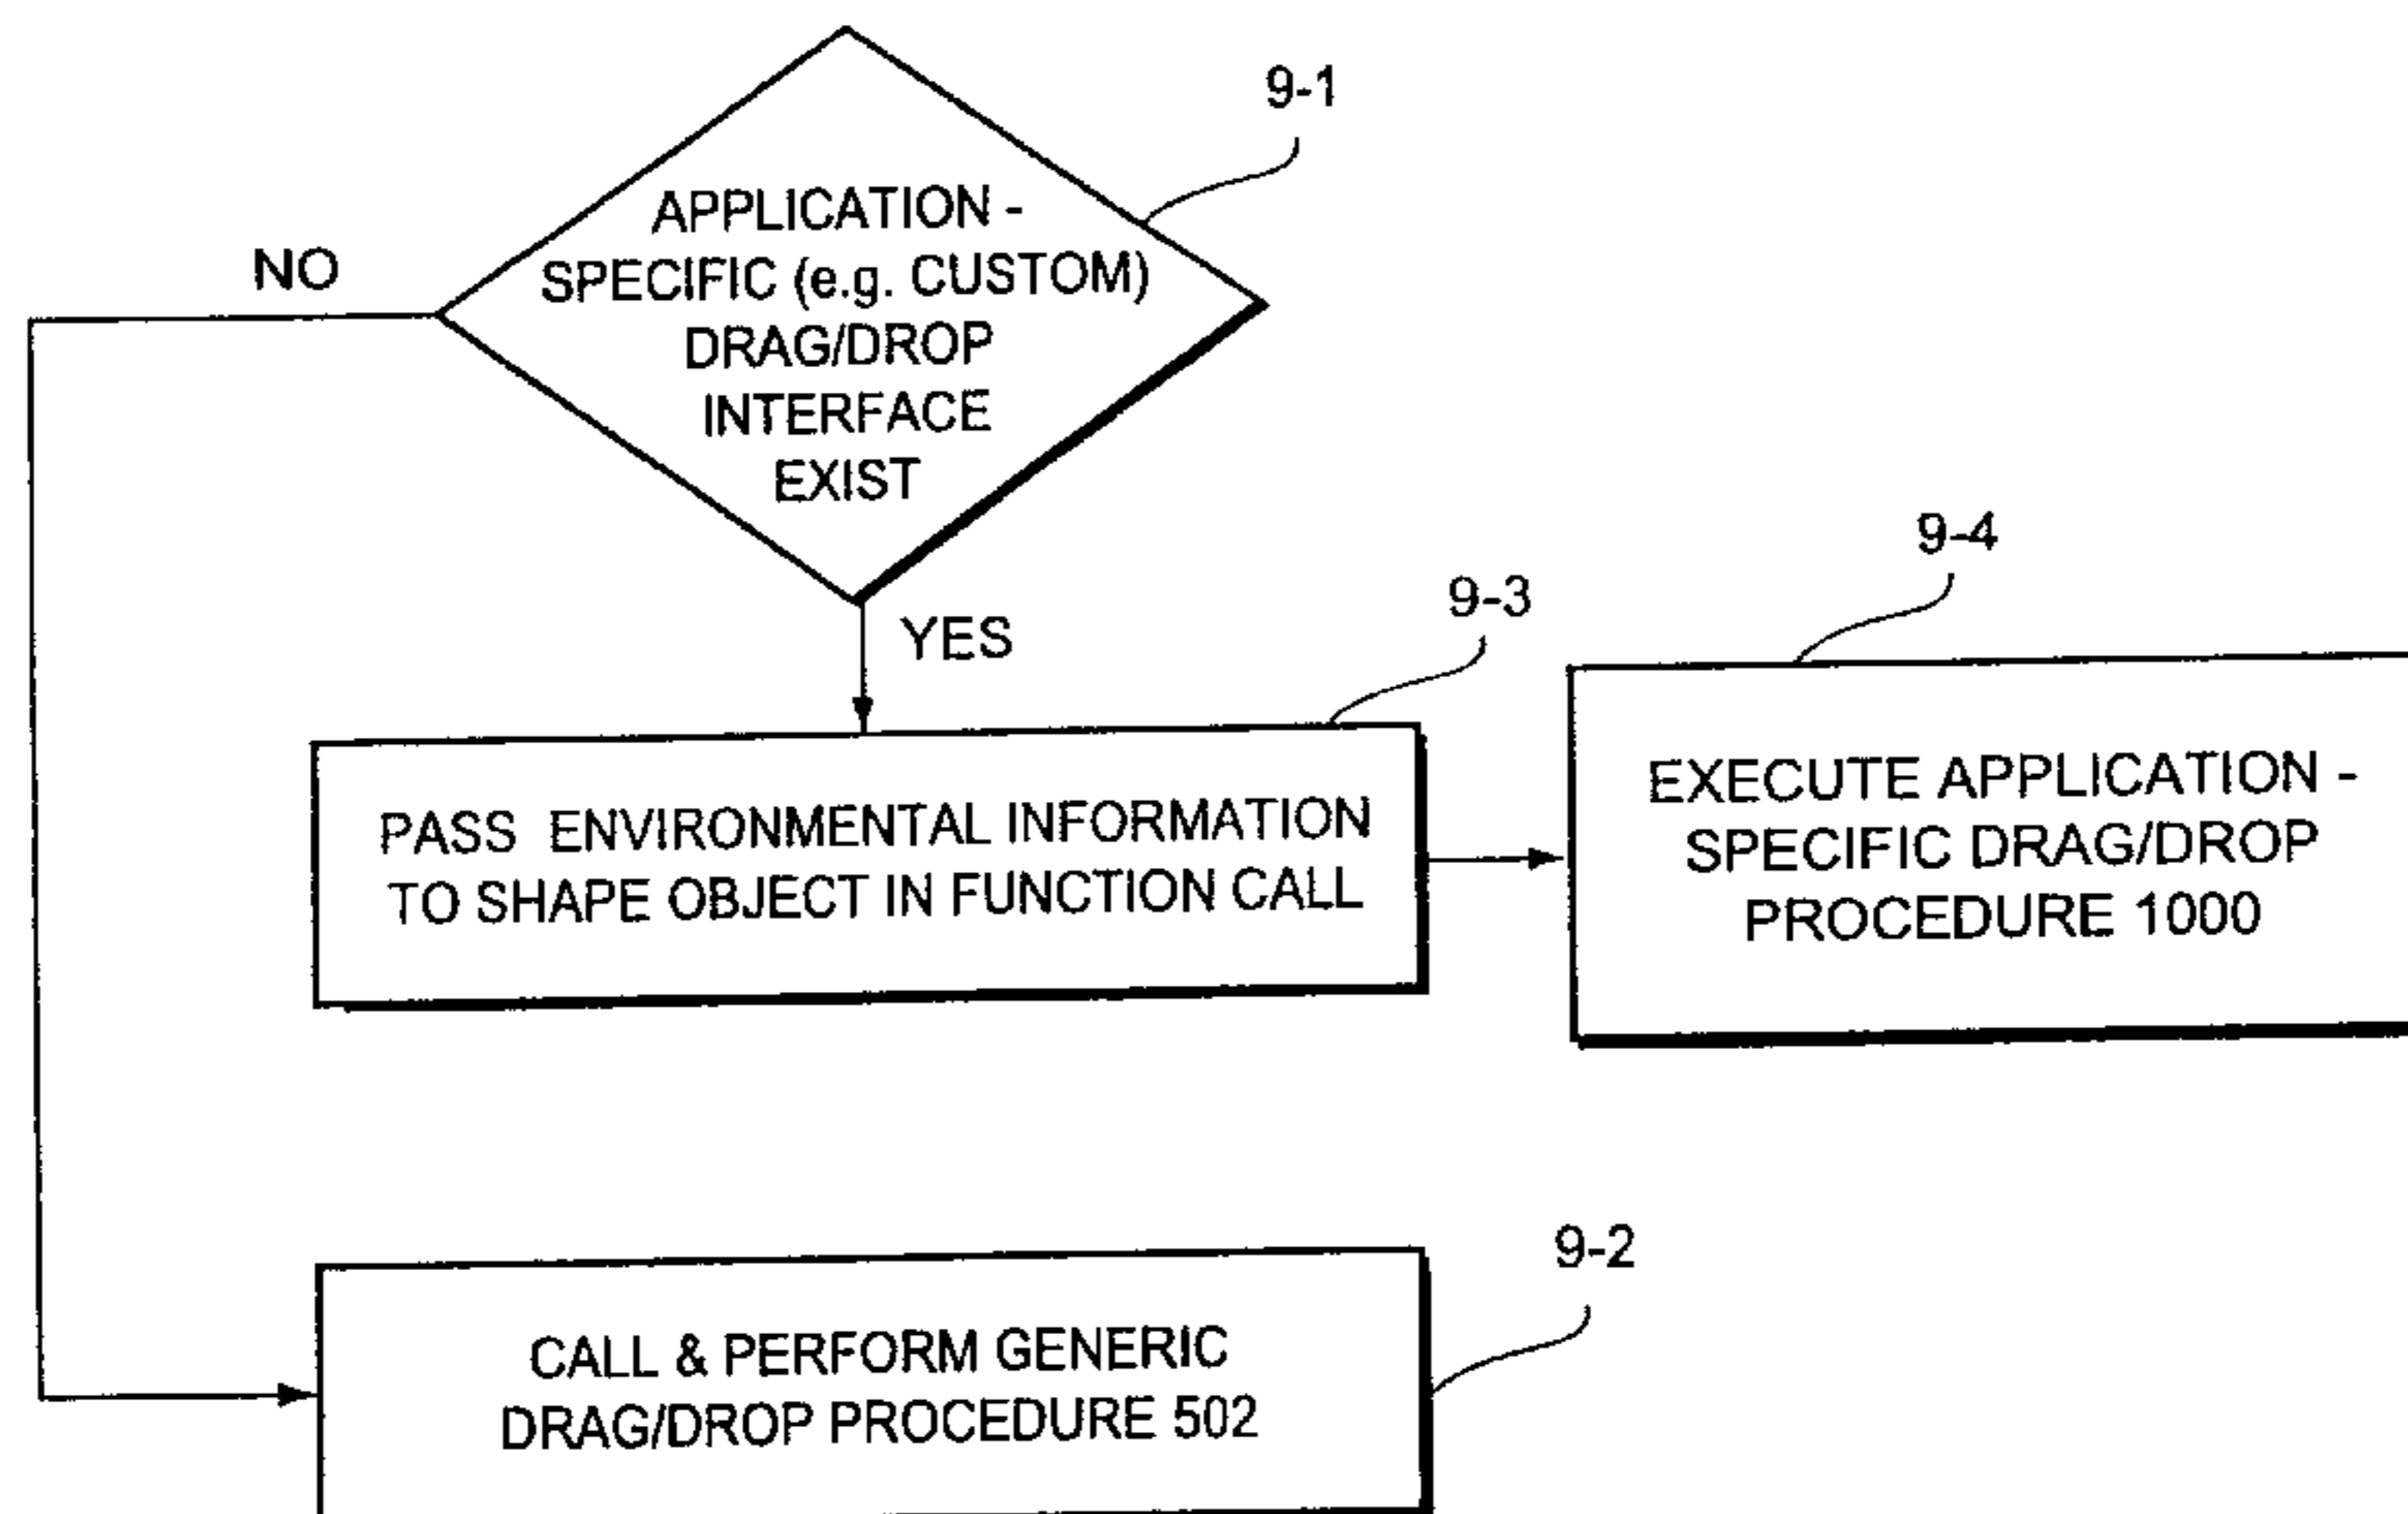 9-1
APPLICATION -
SPECIFIC (e.g. CUSTOM)
DRAG/DROP
INTERFACE
EXIST
NO
YES
9-3
PASS ENVIRONMENTAL INFORMATION
TO SHAPE OBJECT IN FUNCTION CALL
9-4
EXECUTE APPLICATION -
SPECIFIC DRAG/DROP
PROCEDURE 1000
9-2
CALL & PERFORM GENERIC
DRAG/DROP PROCEDURE 502